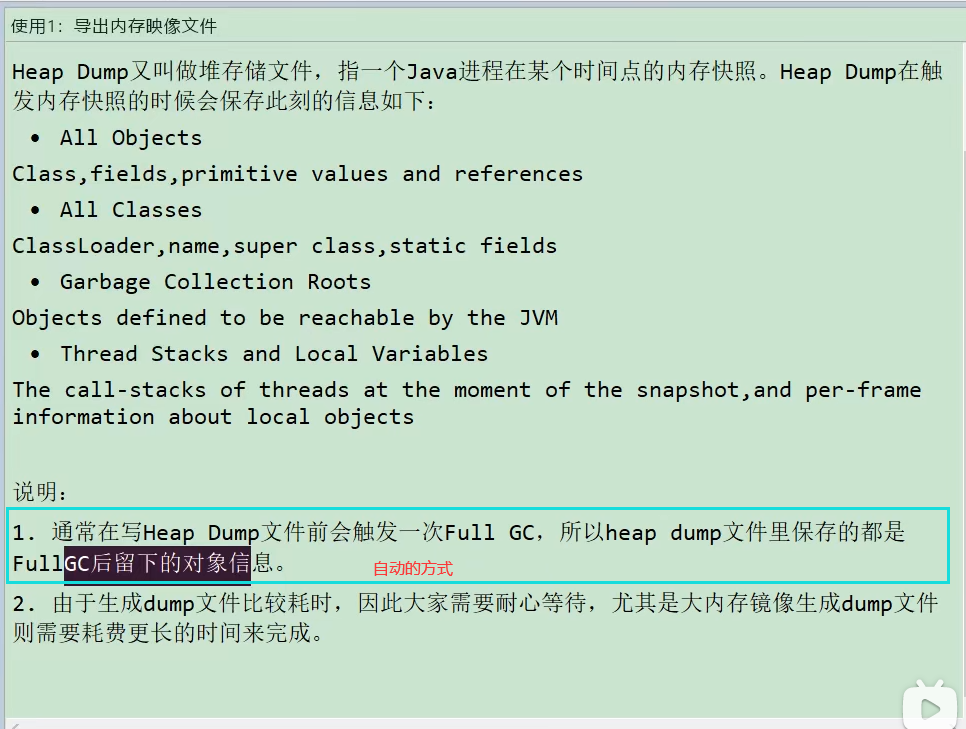 使用1：导出内存映像文件
Heap Dump又叫做堆存储文件，指一个Java进程在某个时间点的内存快照。Heap Dump在触
发内存快照的时候会保存此刻的信息如下：
• All Objects
Class,fields,primitive values and references
• All Classes
ClassLoader,name,super class,static fields
• Garbage Collection Roots
Objects defined to be reachable by the JVM
• Thread Stacks and Local Variables
The call-stacks of threads at the moment of the snapshot,and per-frame
information about local objects
说明：
1. 通常在写Heap Dump文件前会触发一次Full GC，所以heap dump文件里保存的都是
FullGC后留下的对象信息。
自动的方式
2. 由于生成dump文件比较耗时，因此大家需要耐心等待，尤其是大内存镜像生成dump文件
则需要耗费更长的时间来完成。